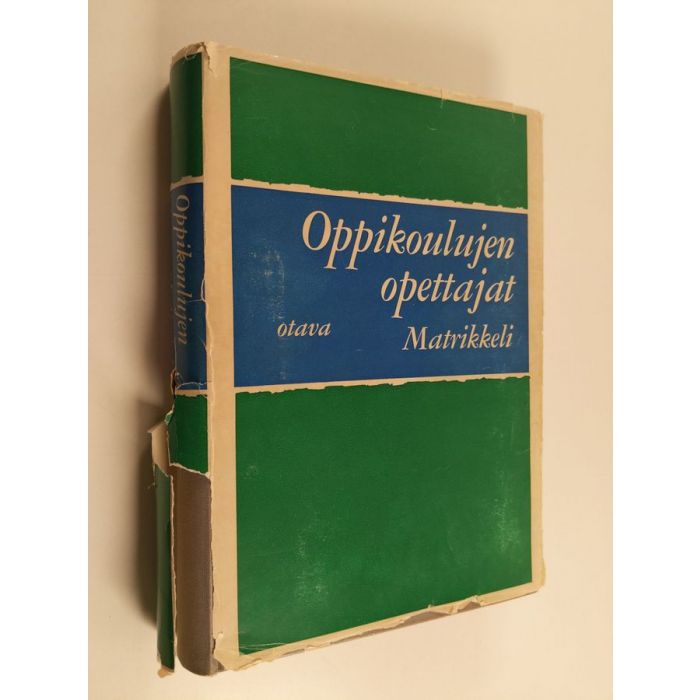 Oppikoulujen
Oppikoulujen
opettajat
otava Matrikkeli